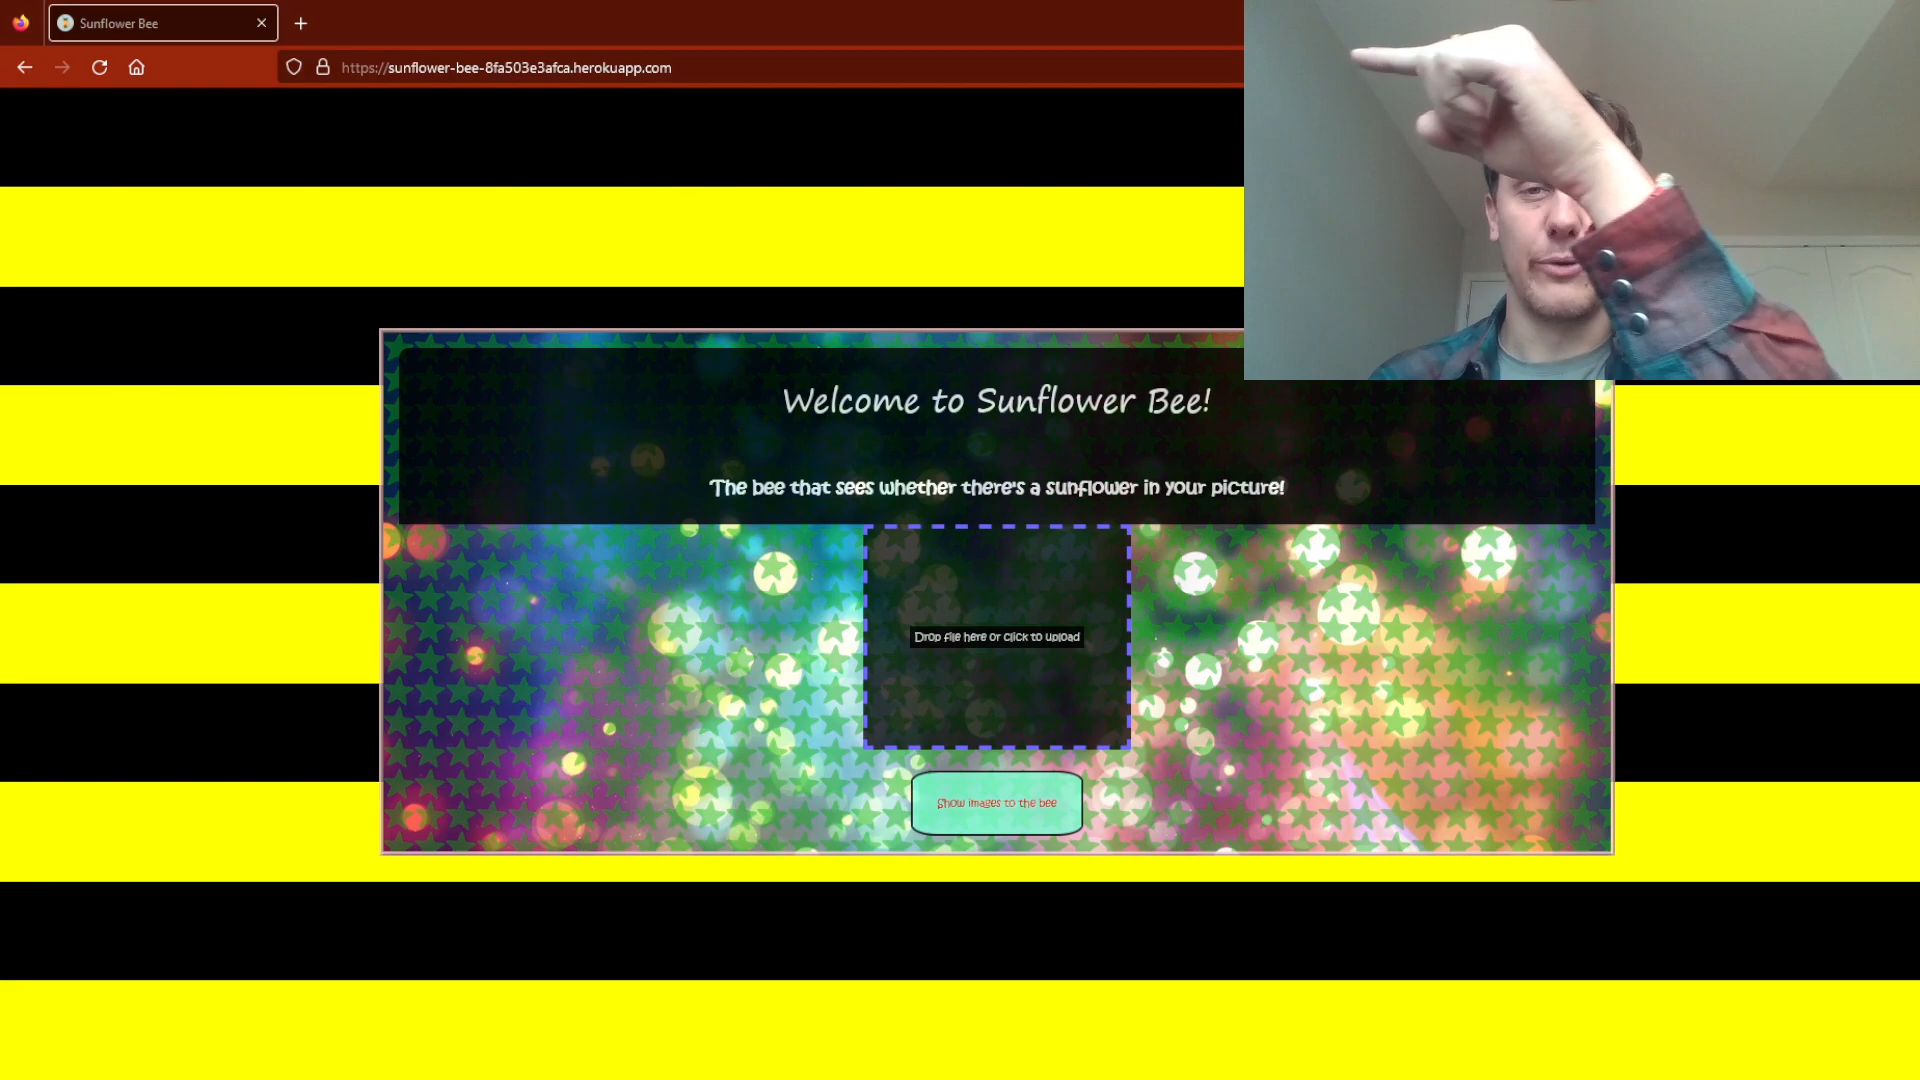 Sunflower Bee
https://sunflower-bee-8fa503e3afca.herokuapp.com
Welcome to Sunflower Bee!
The bee that sees whether there's a sunflower in your picture!
Drop file here or click to upload
Show images to the bee